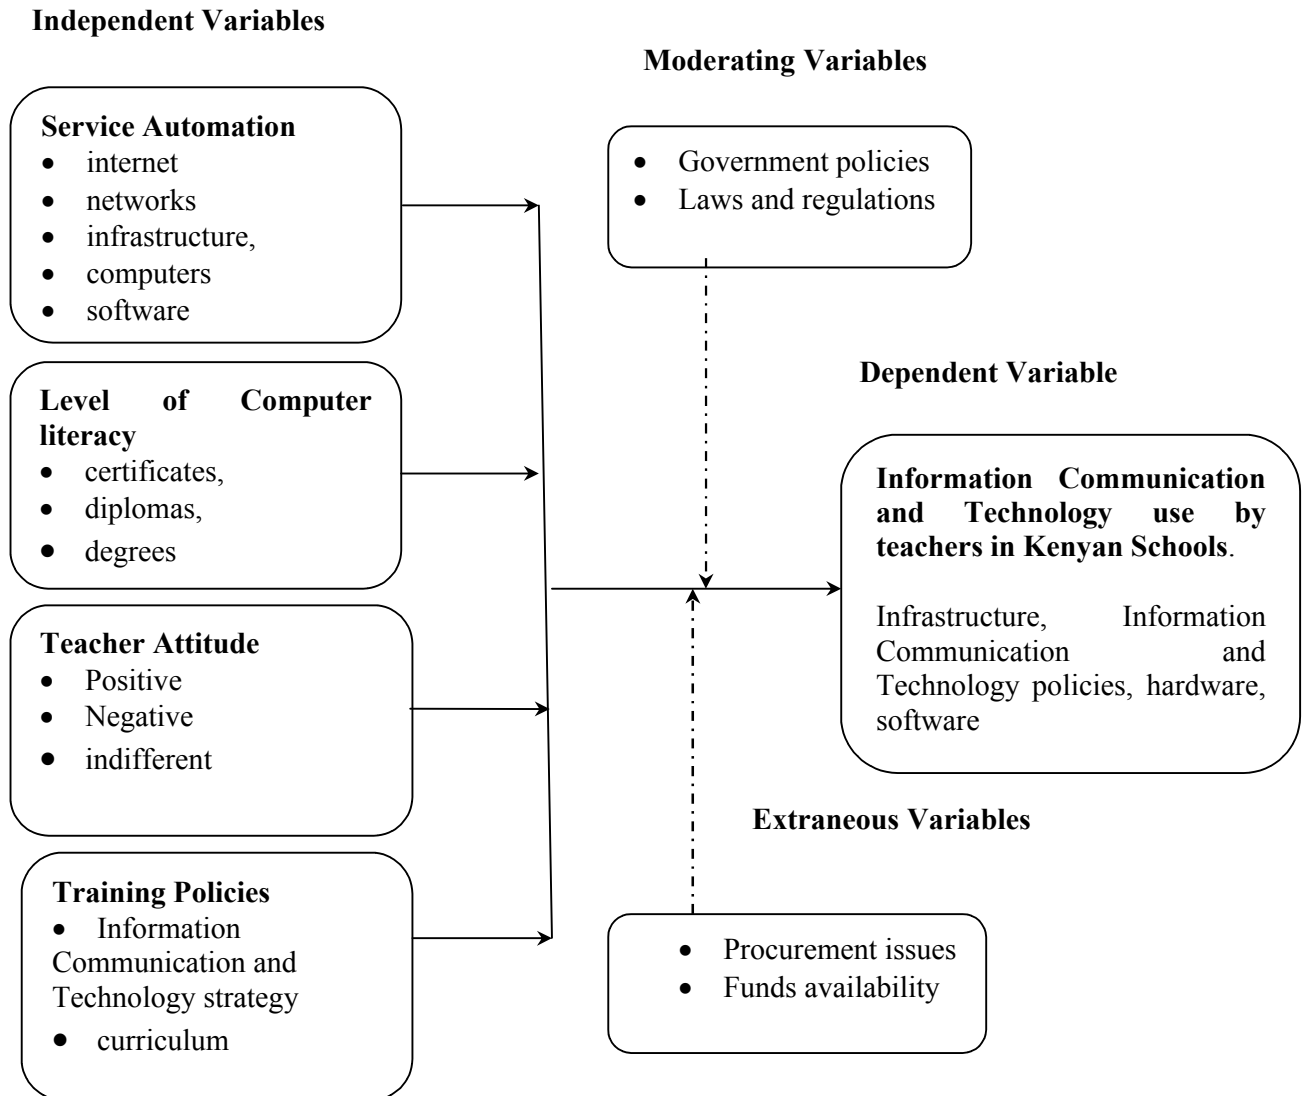 Independent Variables
Service Automation
• internet
• networks
• infrastructure,
• computers
• software
Level of Computer
literacy
• certificates,
• diplomas,
• degrees
Teacher Attitude
• Positive
• Negative
• indifferent
Training Policies
• Information
Communication and
Technology strategy
• curriculum
Moderating Variables
• Government policies
• Laws and regulations
Dependent Variable
Information Communication
and Technology use by
teachers in Kenyan Schools.
Infrastructure, Information
Communication and
Technology policies, hardware,
software
Extraneous Variables
• Procurement issues
• Funds availability